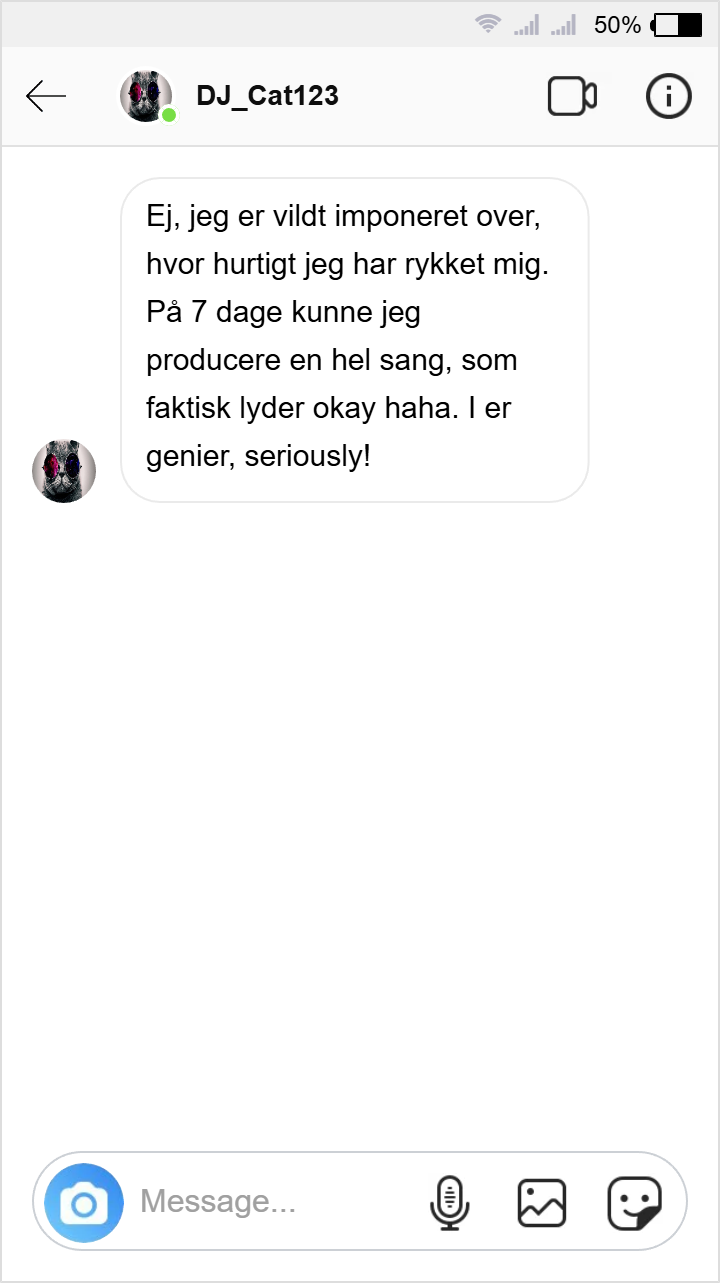 50%
DJ_Cat123
Ej, jeg er vildt imponeret over,
hvor hurtigt jeg har rykket mig.
På 7 dage kunne jeg
producere en hel sang, som
faktisk lyder okay haha. I er
genier, seriously!
Message...